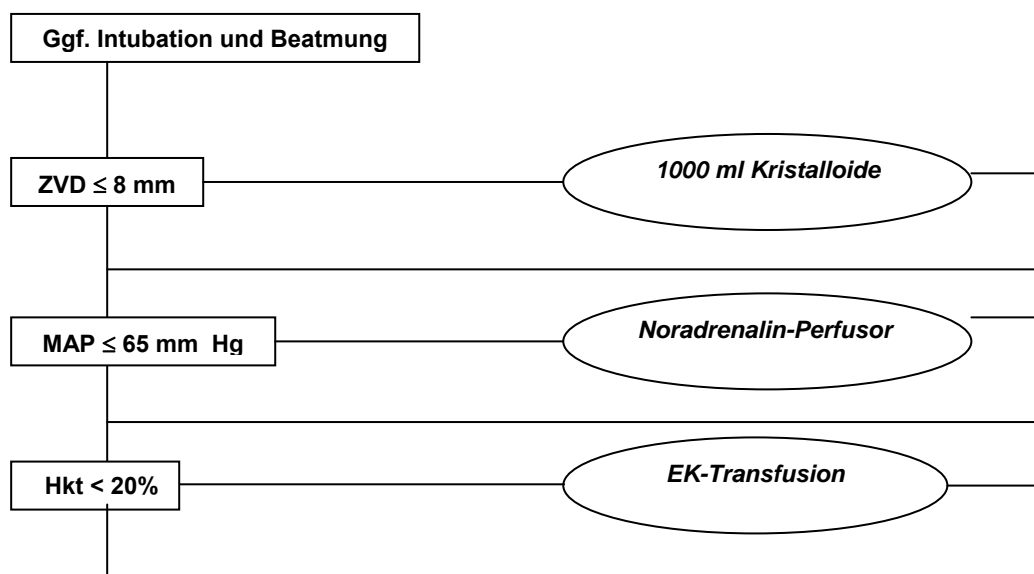 Ggf. Intubation und Beatmung
ZVD ≤ 8 mm
1000 ml Kristalloide
MAP ≤ 65 mm Hg
Noradrenalin-Perfusor
Hkt < 20%
EK-Transfusion